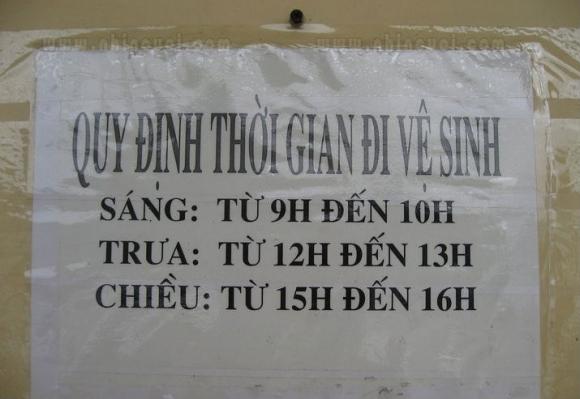 QUY ĐỊNH THỜI GIAN ĐI VỆ SINH
SÁNG: TỪ 9H ĐẾN 10H
TRƯA: TỪ 12H ĐẾN 13H
CHIỀU: TỪ 15H ĐẾN 16H